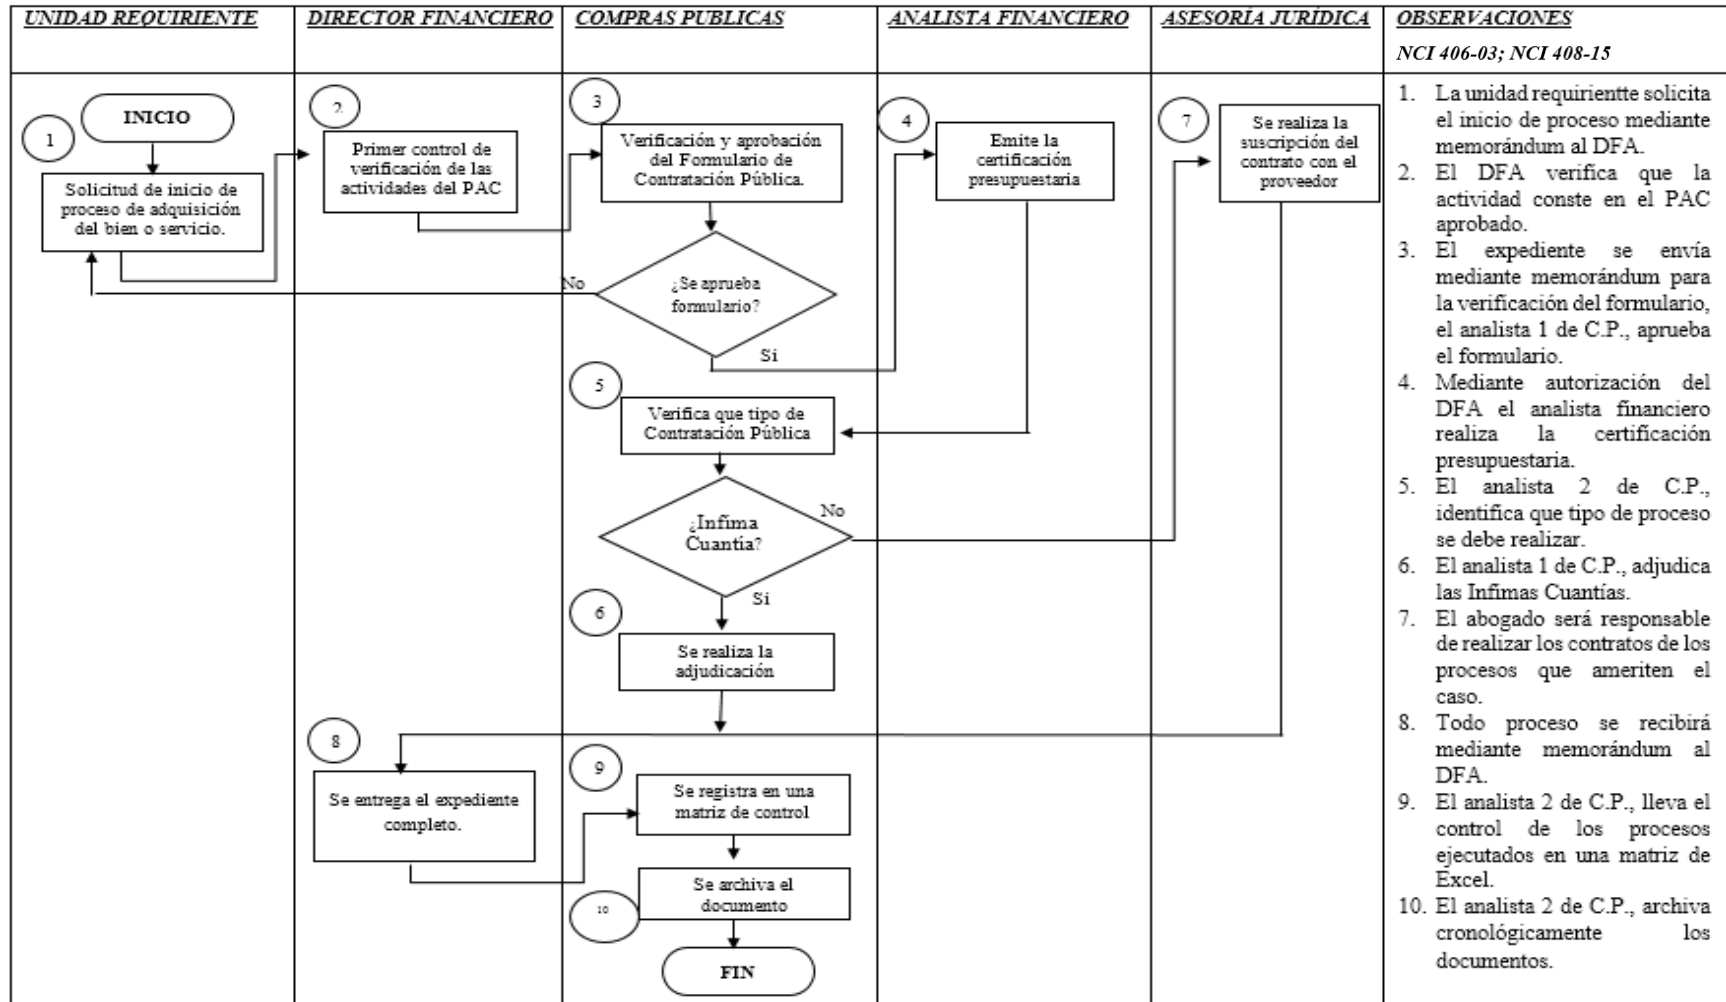 UNIDAD REQUIRIENTE
DIRECTOR FINANCIERO
COMPRAS PUBLICAS
ANALISTA FINANCIERO
ASESORÍA JURÍDICA
OBSERVACIONES
NCI 406-03; NCI 408-15
INICIO
1
Solicitud de inicio de
proceso de adquisición
del bien o servicio.
2
Primer control de
verificación de las
actividades del PAC
3
Verificación y aprobación
del Formulario de
Contratación Pública.
¿Se aprueba
formulario?
No
Si
4
Emite la
certificación
presupuestaria
5
Verifica que tipo de
Contratación Pública
¿Infima
Cuantía?
No
Si
6
Se realiza la
adjudicación
7
Se realiza la
suscripción del
contrato con el
proveedor
8
Se entrega el expediente
completo.
9
Se registra en una
matriz de control
10
Se archiva el
documento
FIN
1. La unidad requirientte solicita
el inicio de proceso mediante
memorándum al DFA.
2. El DFA verifica que la
actividad conste en el PAC
aprobado.
3. El expediente se envía
mediante memorándum para
la verificación del formulario,
el analista 1 de C.P., aprueba
el formulario.
4. Mediante autorización del
DFA el analista financiero
realiza la certificación
presupuestaria.
5. El analista 2 de C.P.,
identifica que tipo de proceso
se debe realizar.
6. El analista 1 de C.P., adjudica
las Infimas Cuantías.
7. El abogado será responsable
de realizar los contratos de los
procesos que ameriten el
caso.
8. Todo proceso se recibirá
mediante memorándum al
DFA.
9. El analista 2 de C.P., lleva el
control de los procesos
ejecutados en una matriz de
Excel.
10. El analista 2 de C.P., archiva
cronológicamente los
documentos.